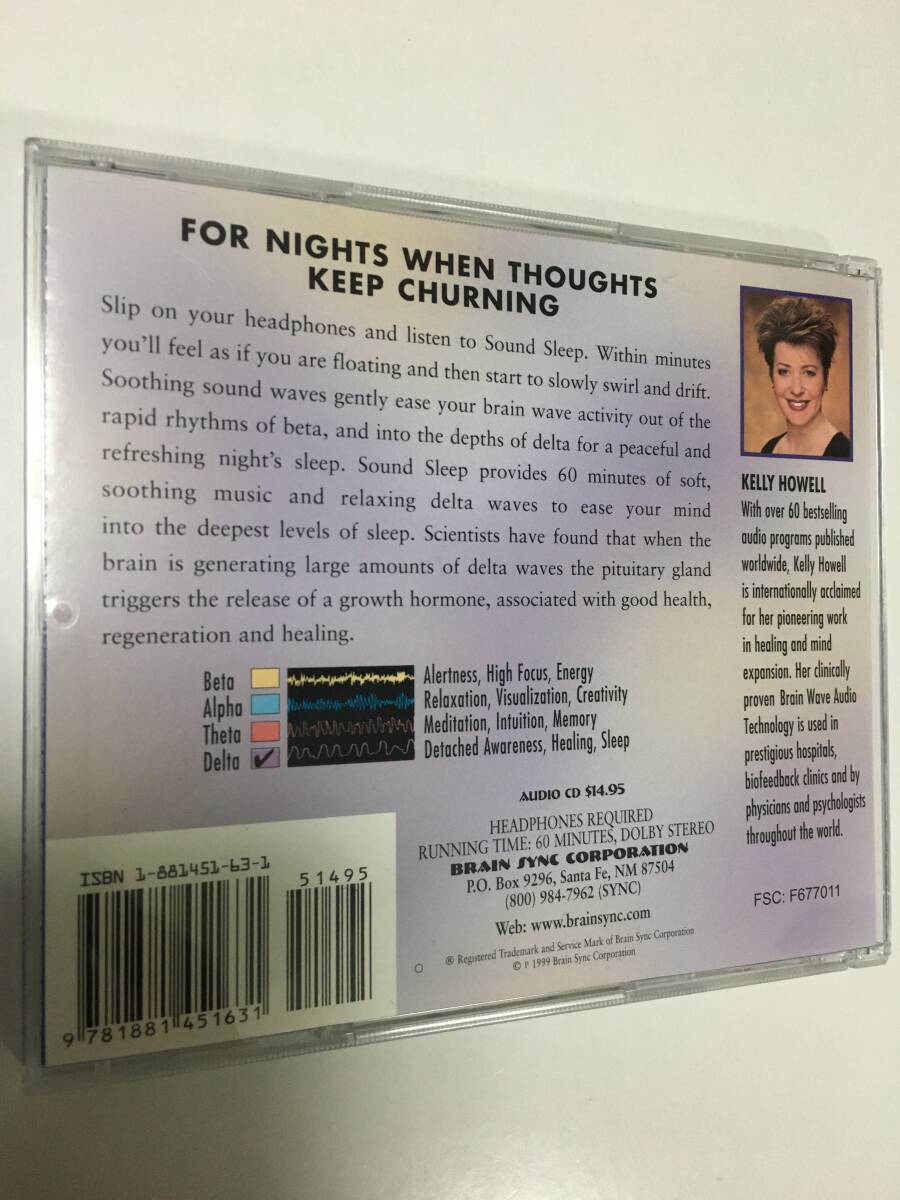 FOR NIGHTS WHEN THOUGHTS
KEEP CHURNING
Slip on your headphones and listen to Sound Sleep. Within minutes
you'll feel as if you are floating and then start to slowly swirl and drift.
Soothing sound waves gently ease your brain wave activity out of the
rapid rhythms of beta, and into the depths of delta for a peaceful and
refreshing night's sleep. Sound Sleep provides 60 minutes of soft,
soothing music and relaxing delta waves to ease your mind
into the deepest levels of sleep. Scientists have found that when the
brain is generating large amounts of delta waves the pituitary gland
triggers the release of a growth hormone, associated with good health,
regeneration and healing.
Beta Alertness, High Focus, Energy
Alpha Relaxation, Visualization, Creativity
Theta Meditation, Intuition, Memory
Delta ✓ Detached Awareness, Healing, Sleep
AUDIO CD $14.95
HEADPHONES REQUIRED
RUNNING TIME: 60 MINUTES, DOLBY STEREO
BRAIN SYNC CORPORATION
P.O. Box 9296, Santa Fe, NM 87504
(800) 984-7962 (SYNC)
Web: www.brainsync.com
® Registered Trademark and Service Mark of Brain Sync Corporation
© P 1999 Brain Sync Corporation
KELLY HOWELL
With over 60 bestselling
audio programs published
worldwide, Kelly Howell
is internationally acclaimed
for her pioneering work
in healing and mind
expansion. Her clinically
proven Brain Wave Audio
Technology is used in
prestigious hospitals,
biofeedback clinics and by
physicians and psychologists
throughout the world.
FSC: F677011
ISBN 1-881451-63-1
51495
9 781881 451631